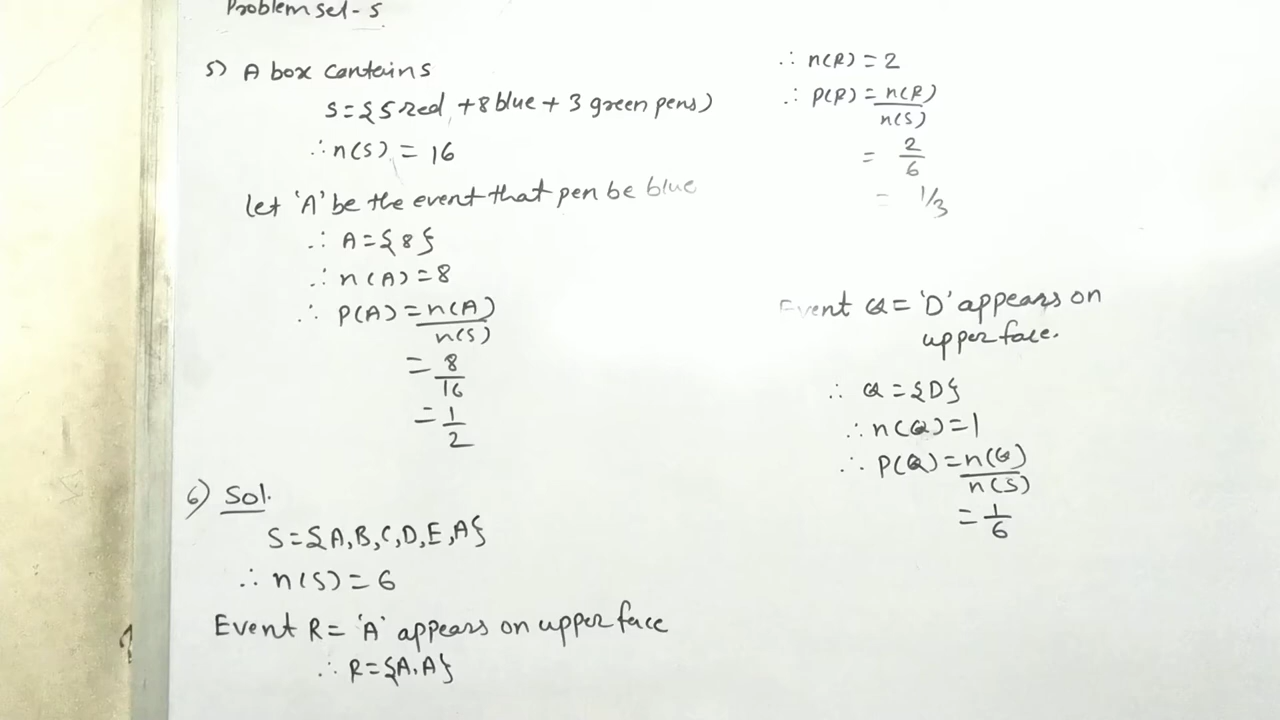 Problem set - 5
5) A box contains
S={5 red +8 blue + 3 green pens)
∴ n(S) = 16
let 'A' be the event that pen be blue
∴ A={8}
∴ n(A)=8
∴ P(A)=n(A)
n(S)
= 8
16
= 1
2
6) Sol.
S={A,B,C,D,E,A}
∴ n(S)=6
Event R= 'A' appears on upper face
∴ R={A,A}
∴ n(R)=2
∴ P(R)=n(R)
n(S)
= 2
6
= 1/3
Event Q= 'D' appears on
upper face.
∴ Q={D}
∴ n(Q)=1
∴ P(Q)=n(Q)
n(S)
= 1
6